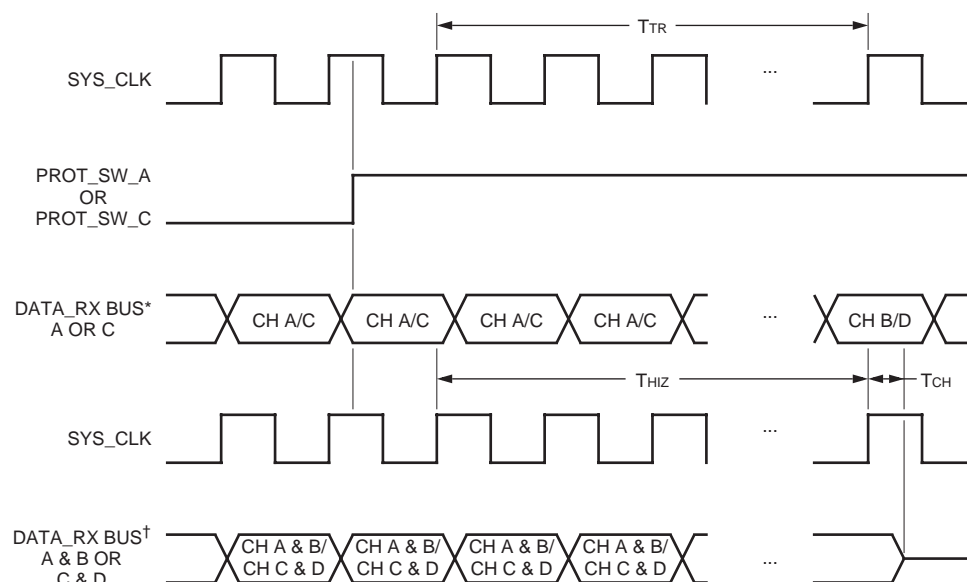 TTR
SYS_CLK
...
PROT_SW_A
OR
PROT_SW_C
DATA_RX BUS*
A OR C
CH A/C
CH A/C
CH A/C
CH A/C
...
CH B/D
THIZ
TCH
SYS_CLK
...
DATA_RX BUS†
A & B OR
C & D
CH A & B/
CH C & D
CH A & B/
CH C & D
CH A & B/
CH C & D
CH A & B/
CH C & D
...